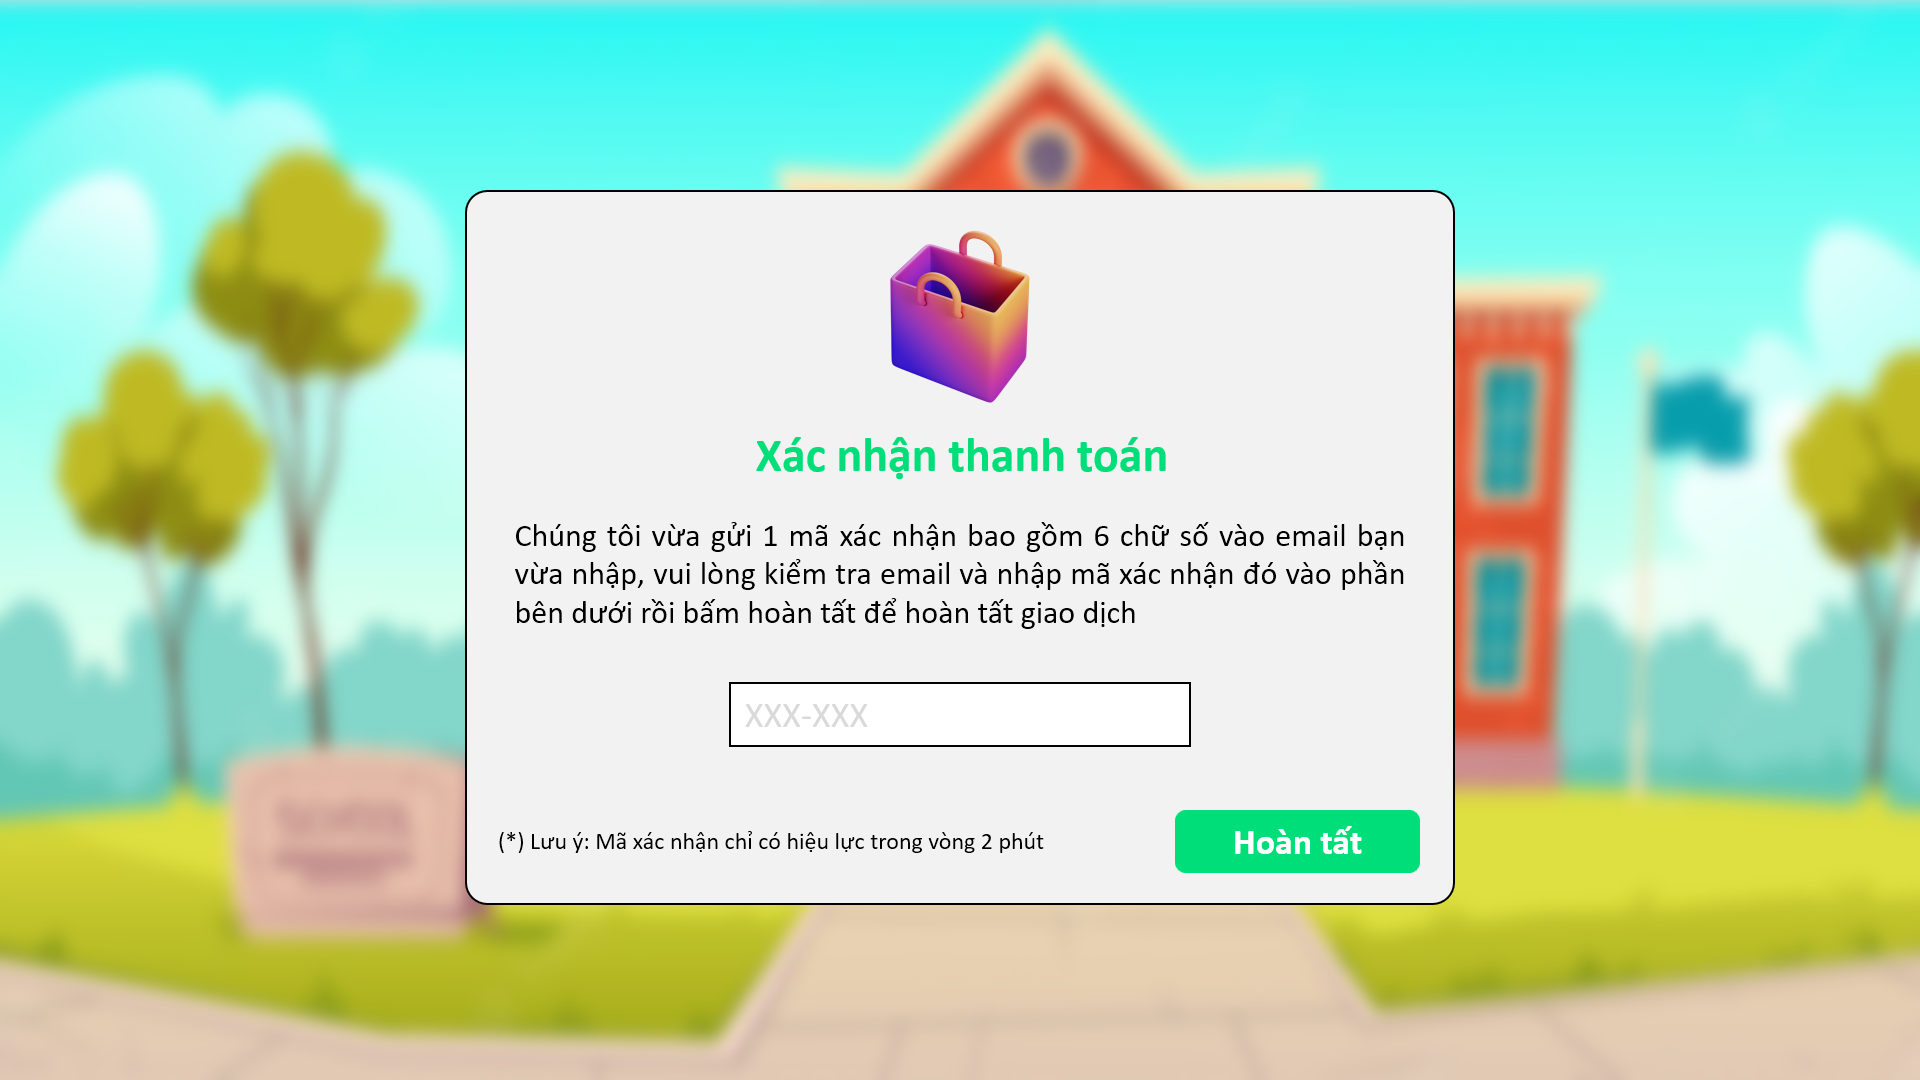 Xác nhận thanh toán
Chúng tôi vừa gửi 1 mã xác nhận bao gồm 6 chữ số vào email bạn
vừa nhập, vui lòng kiểm tra email và nhập mã xác nhận đó vào phần
bên dưới rồi bấm hoàn tất để hoàn tất giao dịch
XXX-XXX
(*) Lưu ý: Mã xác nhận chỉ có hiệu lực trong vòng 2 phút
Hoàn tất